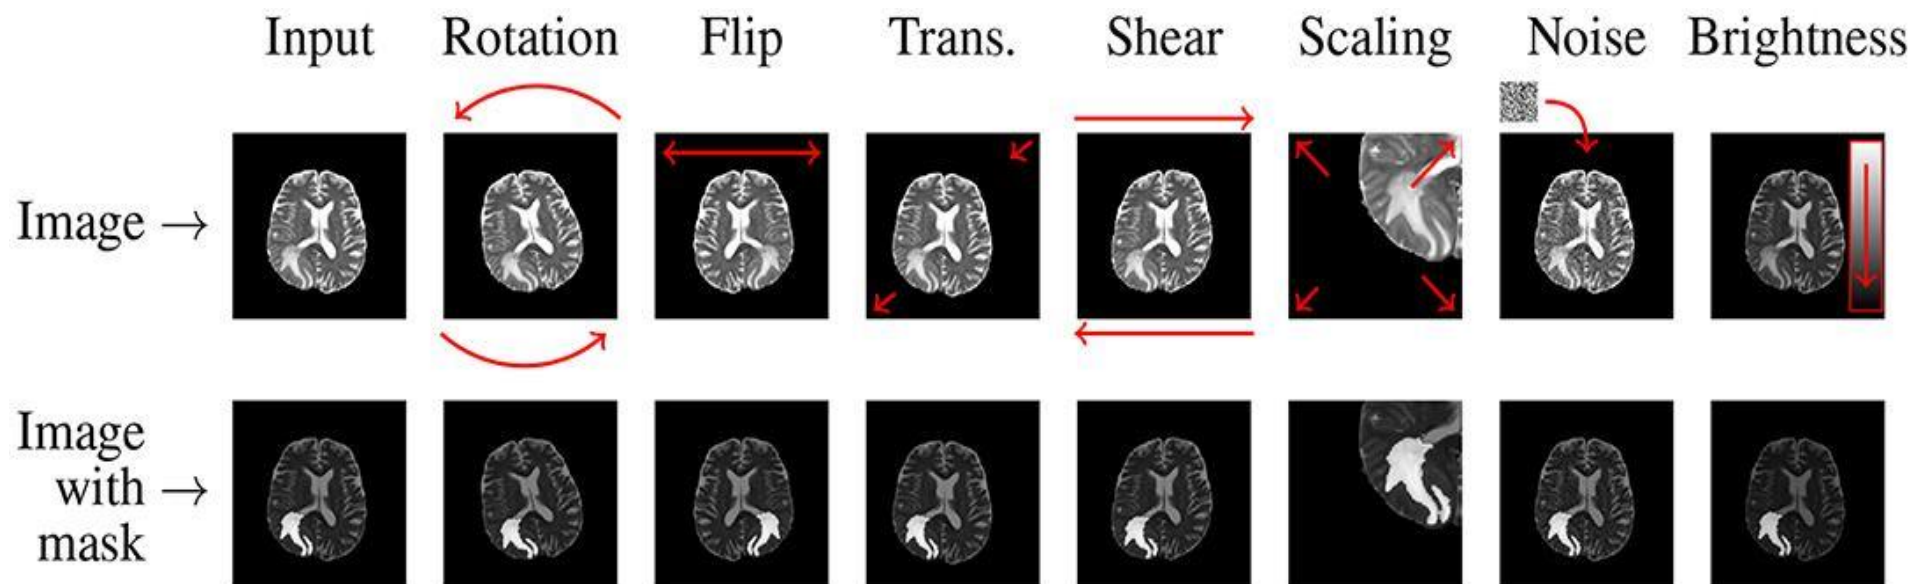 Input Rotation Flip Trans. Shear Scaling Noise Brightness
Image →
Image
with →
mask